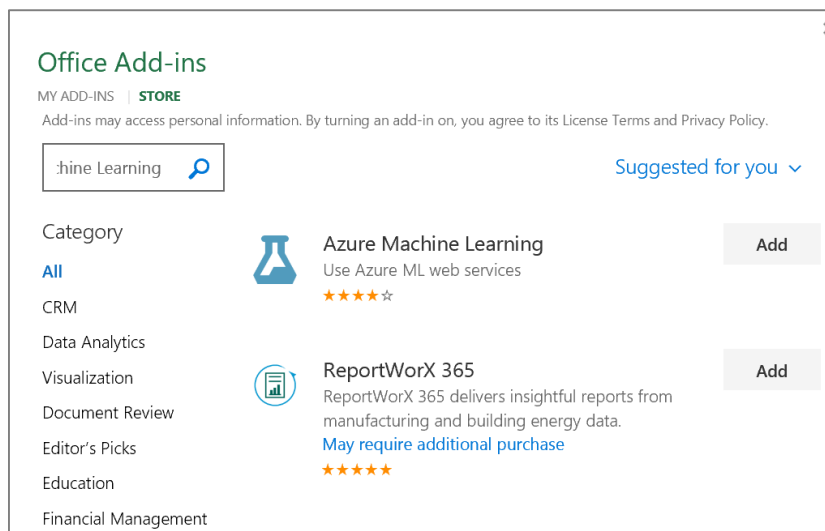 Office Add-ins
MY ADD-INS | STORE
Add-ins may access personal information. By turning an add-in on, you agree to its License Terms and Privacy Policy.
Learning
Suggested for you
Category
All
CRM
Data Analytics
Visualization
Document Review
Editor's Picks
Education
Financial Management
Azure Machine Learning
Use Azure ML web services
Add
ReportWorX 365
ReportWorX 365 delivers insightful reports from
manufacturing and building energy data.
May require additional purchase
Add